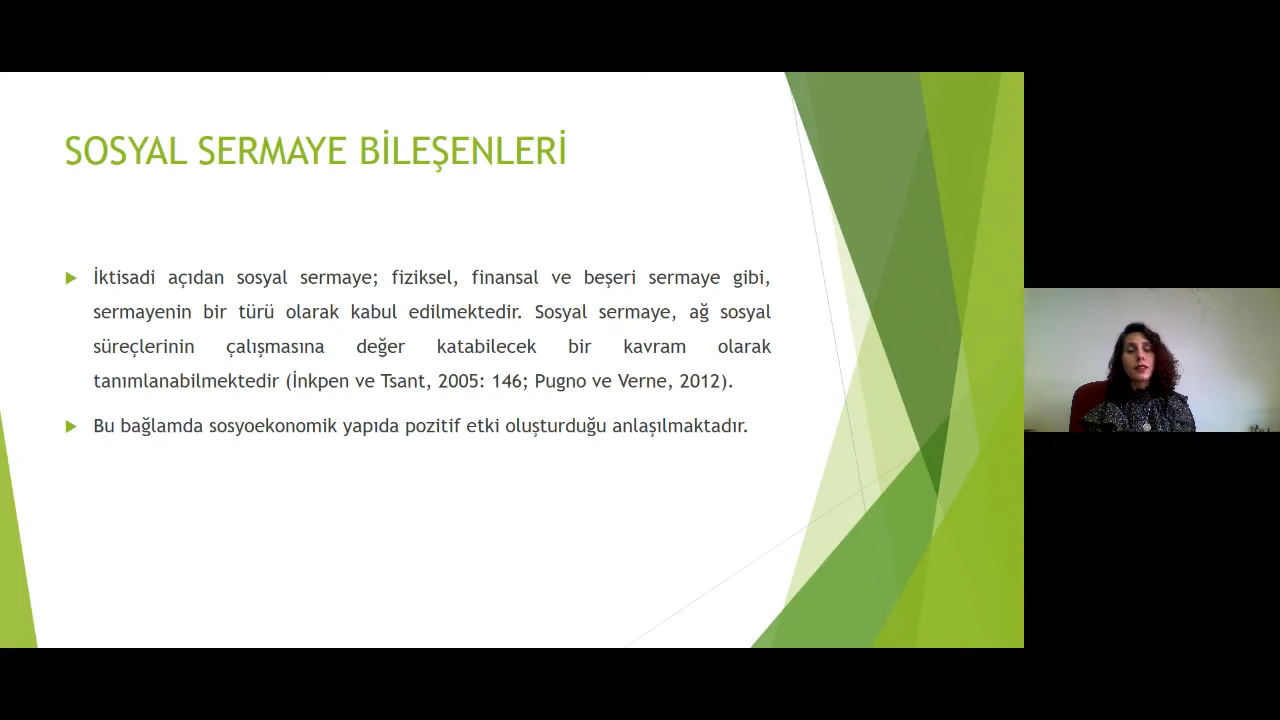 SOSYAL SERMAYE BİLEŞENLERİ
İktisadi açıdan sosyal sermaye; fiziksel, finansal ve beşeri sermaye gibi,
sermayenin bir türü olarak kabul edilmektedir. Sosyal sermaye, ağ sosyal
süreçlerinin çalışmasına değer katabilecek bir kavram olarak
tanımlanabilmektedir (İnkpen ve Tsant, 2005: 146; Pugno ve Verne, 2012).
Bu bağlamda sosyoekonomik yapıda pozitif etki oluşturduğu anlaşılmaktadır.